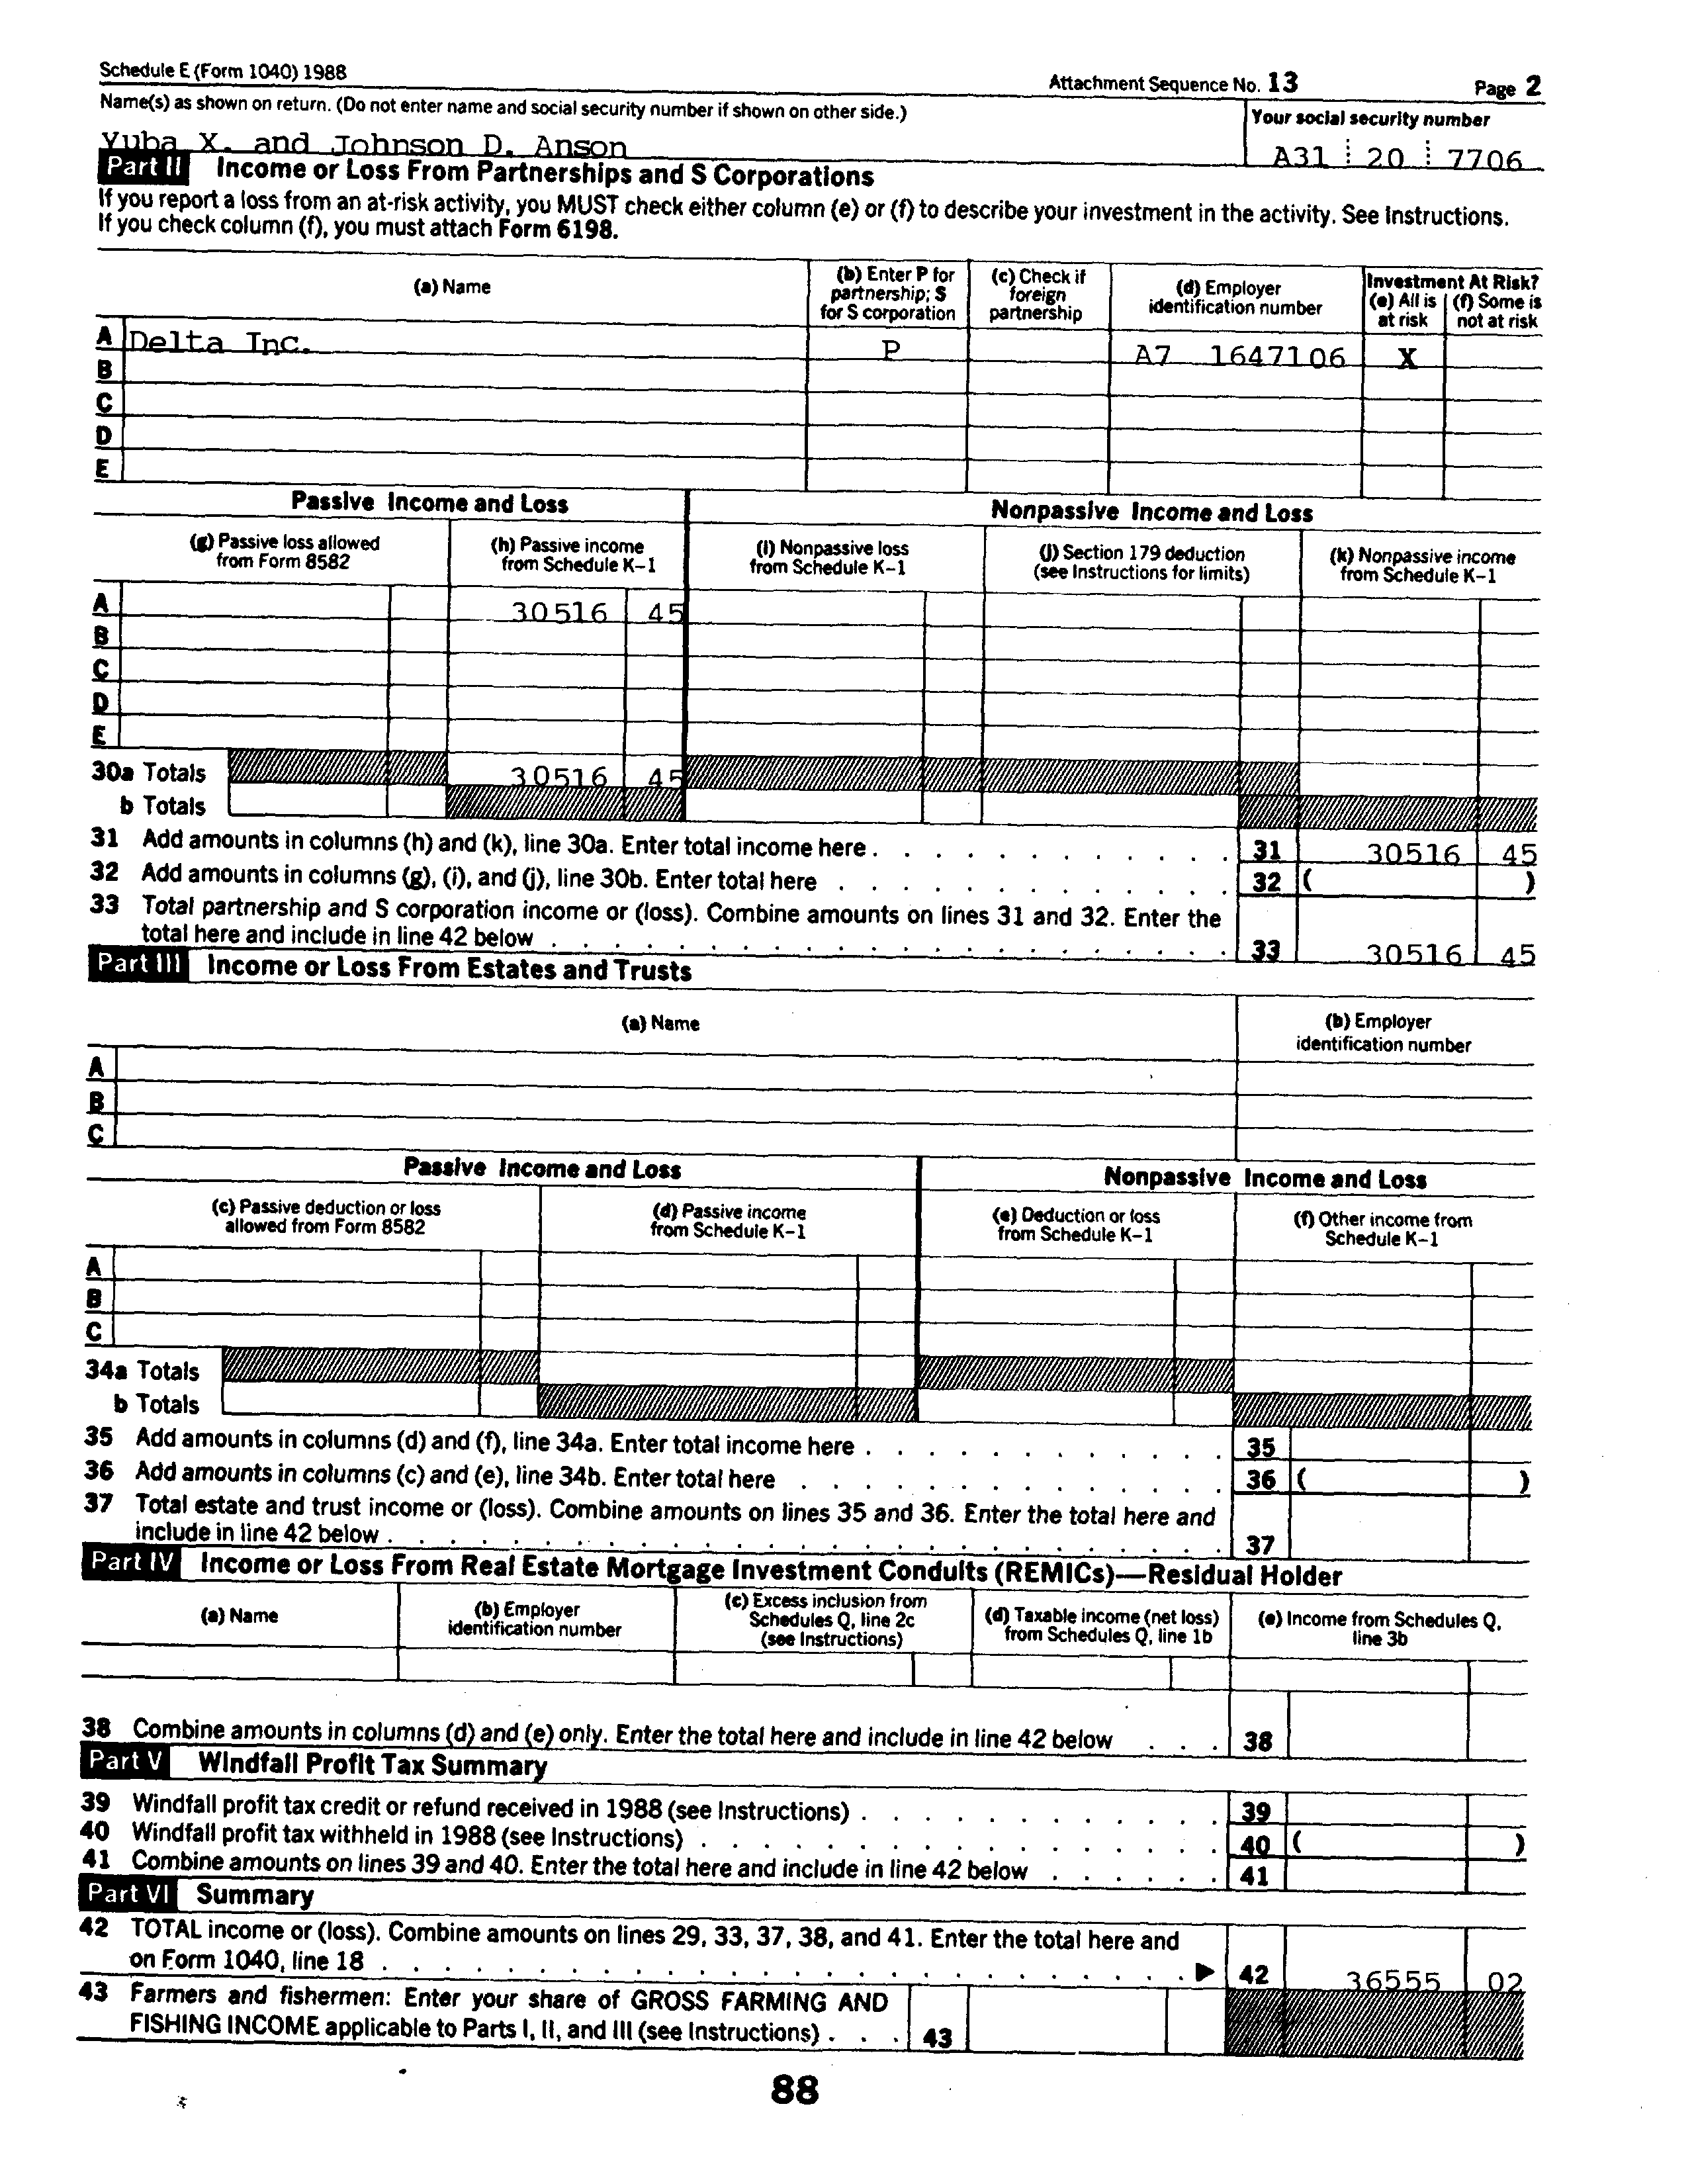 Schedule E (Form 1040) 1988
Attachment Sequence No. 13
Page 2
Name(s) as shown on return. (Do not enter name and social security number if shown on other side.)
Your social security number
Yuba X. and Johnson D. Anson
A31 20 7706
Part II Income or Loss From Partnerships and S Corporations
If you report a loss from an at-risk activity, you MUST check either column (e) or (f) to describe your investment in the activity. See Instructions.
If you check column (f), you must attach Form 6198.
(a) Name
(b) Enter P for partnership; S for S corporation
(c) Check if foreign partnership
(d) Employer identification number
Investment At Risk?
(e) All is at risk
(f) Some is not at risk
A Delta Inc. P A7 1647106 X
B
C
D
E
Passive Income and Loss
Nonpassive Income and Loss
(g) Passive loss allowed from Form 8582
(h) Passive income from Schedule K-1
(i) Nonpassive loss from Schedule K-1
(j) Section 179 deduction (see Instructions for limits)
(k) Nonpassive income from Schedule K-1
A 30516 45
B
C
D
E
30a Totals 30516 45
b Totals
31 Add amounts in columns (h) and (k), line 30a. Enter total income here . . . . . . . . . . . . 31 30516 45
32 Add amounts in columns (g), (i), and (j), line 30b. Enter total here . . . . . . . . . . . . . 32 ( )
33 Total partnership and S corporation income or (loss). Combine amounts on lines 31 and 32. Enter the
total here and include in line 42 below . . . . . . . . . . . . . . . . . . . . . . 33 30516 45
Part III Income or Loss From Estates and Trusts
(a) Name
(b) Employer identification number
A
B
C
Passive Income and Loss
Nonpassive Income and Loss
(c) Passive deduction or loss allowed from Form 8582
(d) Passive income from Schedule K-1
(e) Deduction or loss from Schedule K-1
(f) Other income from Schedule K-1
A
B
C
34a Totals
b Totals
35 Add amounts in columns (d) and (f), line 34a. Enter total income here . . . . . . . . . . . . 35
36 Add amounts in columns (c) and (e), line 34b. Enter total here . . . . . . . . . . . . . . 36 ( )
37 Total estate and trust income or (loss). Combine amounts on lines 35 and 36. Enter the total here and
include in line 42 below . . . . . . . . . . . . . . . . . . . . . . . . . . 37
Part IV Income or Loss From Real Estate Mortgage Investment Conduits (REMICs)—Residual Holder
(a) Name
(b) Employer identification number
(c) Excess inclusion from Schedules Q, line 2c (see Instructions)
(d) Taxable income (net loss) from Schedules Q, line 1b
(e) Income from Schedules Q, line 3b
38 Combine amounts in columns (d) and (e) only. Enter the total here and include in line 42 below . . . 38
Part V Windfall Profit Tax Summary
39 Windfall profit tax credit or refund received in 1988 (see Instructions) . . . . . . . . . . . . 39
40 Windfall profit tax withheld in 1988 (see Instructions) . . . . . . . . . . . . . . . . . 40 ( )
41 Combine amounts on lines 39 and 40. Enter the total here and include in line 42 below . . . . . . 41
Part VI Summary
42 TOTAL income or (loss). Combine amounts on lines 29, 33, 37, 38, and 41. Enter the total here and
on Form 1040, line 18 . . . . . . . . . . . . . . . . . . . . . . . . . . ▶ 42 36555 02
43 Farmers and fishermen: Enter your share of GROSS FARMING AND
FISHING INCOME applicable to Parts I, II, and III (see Instructions) . . . 43
88